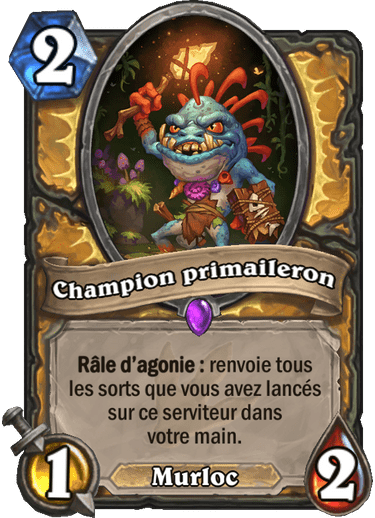 2
Champion primaileron
Râle d'agonie : renvoie tous
les sorts que vous avez lancés
sur ce serviteur dans
votre main.
1
Murloc
2